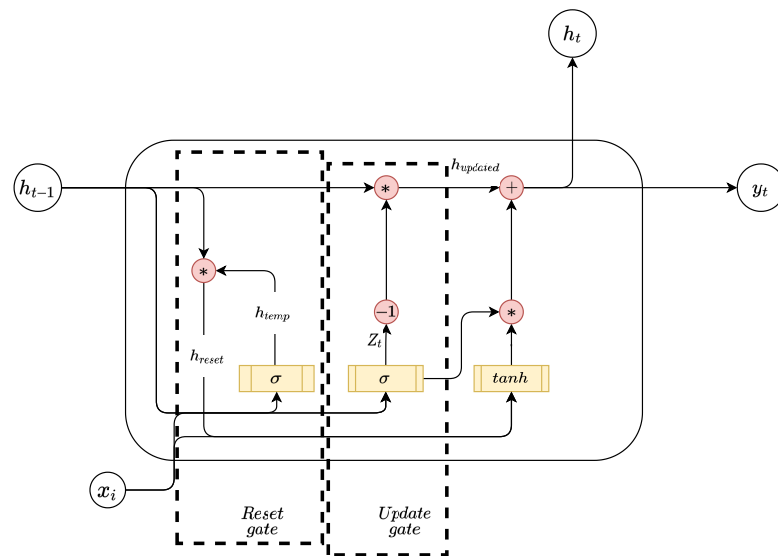 h_t
h_{updated}
h_{t-1}
*
+
y_t
*
h_{temp}
-1
*
Z_t
h_{reset}
σ
σ
tanh
x_i
Reset
gate
Update
gate